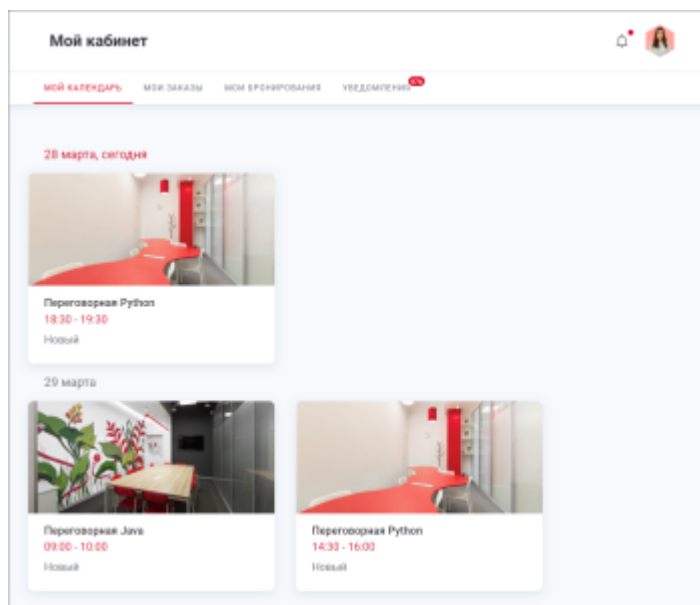 Мой кабинет
МОЙ КАЛЕНДАРЬ МОИ ЗАКАЗЫ МОИ БРОНИРОВАНИЯ УВЕДОМЛЕНИЯ
28 марта, сегодня
Переговорная Python
18:30 - 19:30
Новый
29 марта
Переговорная Java
09:00 - 10:00
Новый
Переговорная Python
14:30 - 16:00
Новый